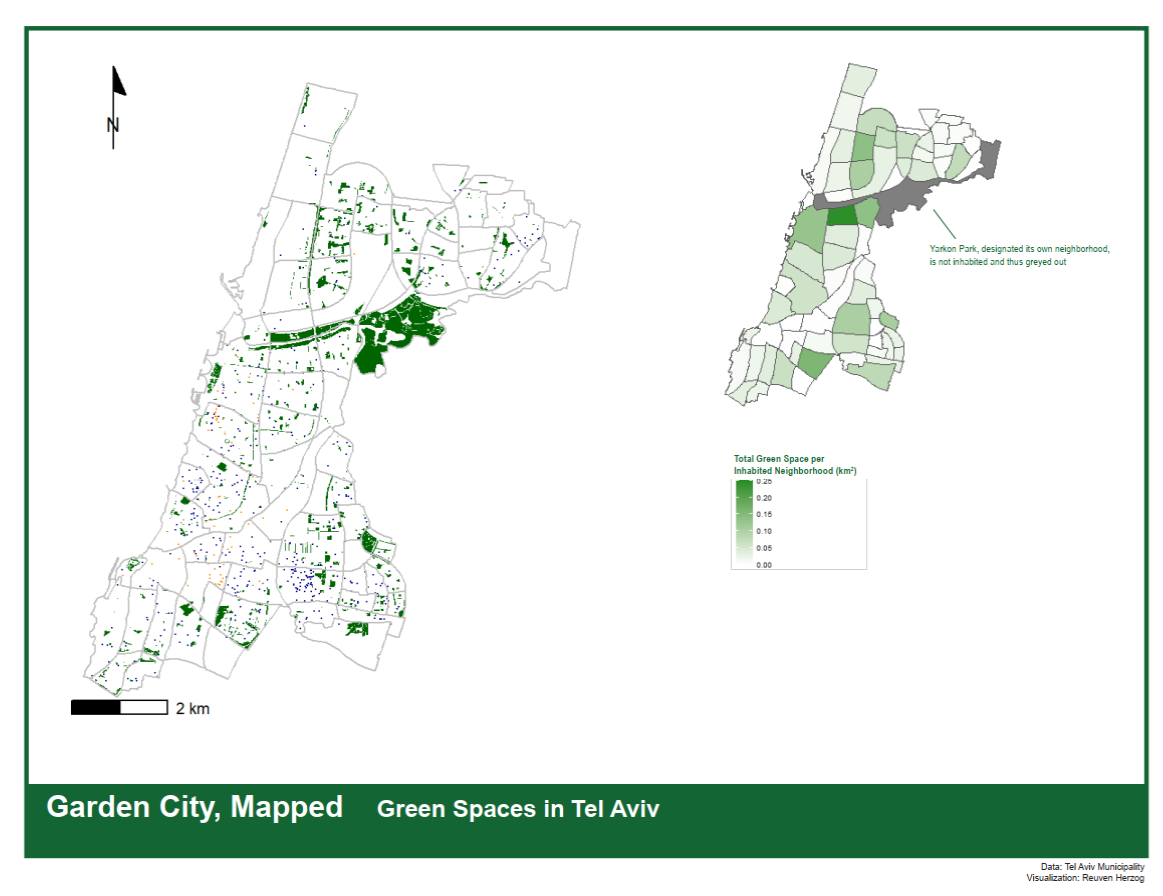 N
Yarkon Park, designated its own neighborhood,
is not inhabited and thus greyed out
Total Green Space per
Inhabited Neighborhood (km²)
0.25
0.20
0.15
0.10
0.05
0.00
2 km
Garden City, Mapped Green Spaces in Tel Aviv
Data: Tel Aviv Municipality
Visualization: Reuven Herzog